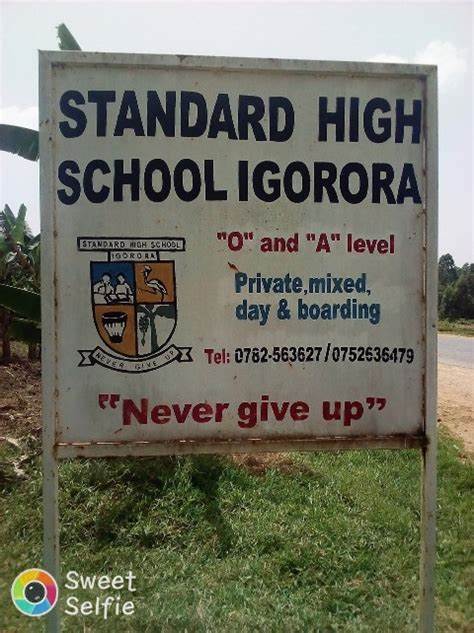 STANDARD HIGH
SCHOOL IGORORA
"O" and "A" level
Private,mixed,
day & boarding
STANDARD HIGH SCHOOL
IGORORA
NEVER GIVE UP
Tel: 0782-563627/0752636479
"Never give up"
Sweet
Selfie